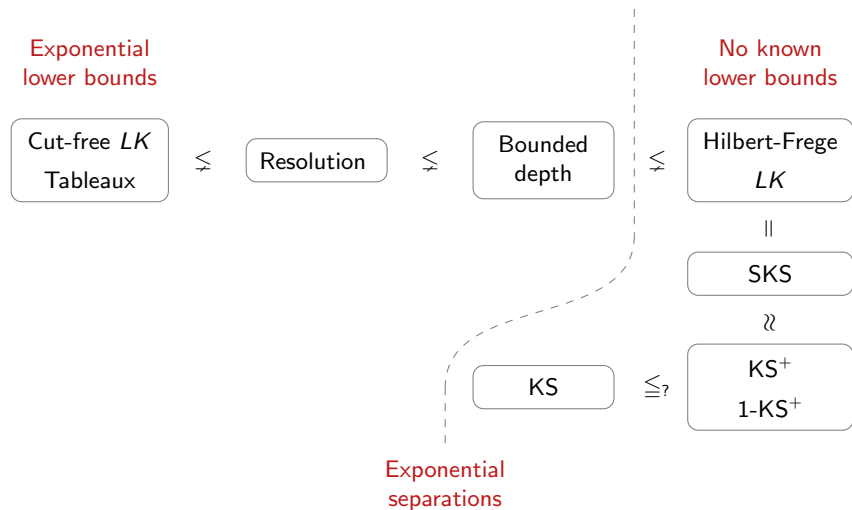 Exponential
lower bounds
No known
lower bounds
Cut-free LK
Tableaux
≨
Resolution
≨
Bounded
depth
≨
Hilbert-Frege
LK
=
SKS
≈
KS
≦?
KS⁺
1-KS⁺
Exponential
separations